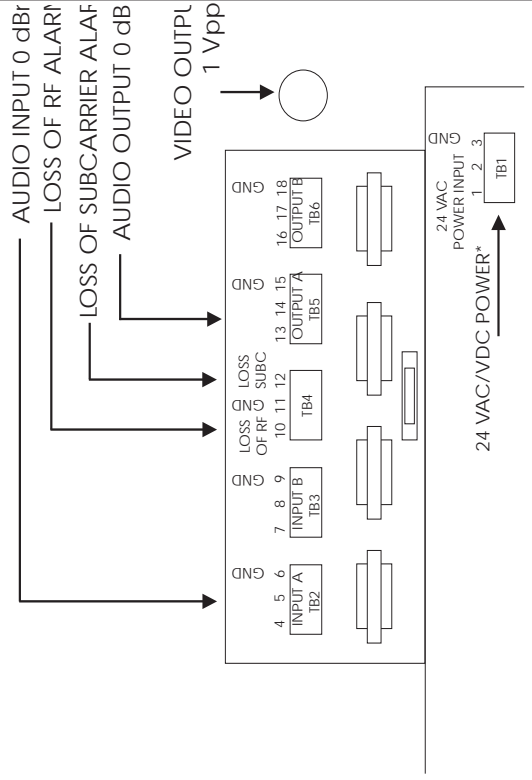 AUDIO INPUT 0 dBr
LOSS OF RF ALARM
LOSS OF SUBCARRIER ALAR
AUDIO OUTPUT 0 dB
VIDEO OUTPU
1 Vpp
GND
4 5 6
INPUT A
TB2
GND
7 8 9
INPUT B
TB3
LOSS
OF RF
GND
LOSS
SUBC
10 11 12
TB4
GND
13 14 15
OUTPUT A
TB5
GND
16 17 18
OUTPUT B
TB6
24 VAC
POWER INPUT
GND
1 2 3
TB1
24 VAC/VDC POWER*